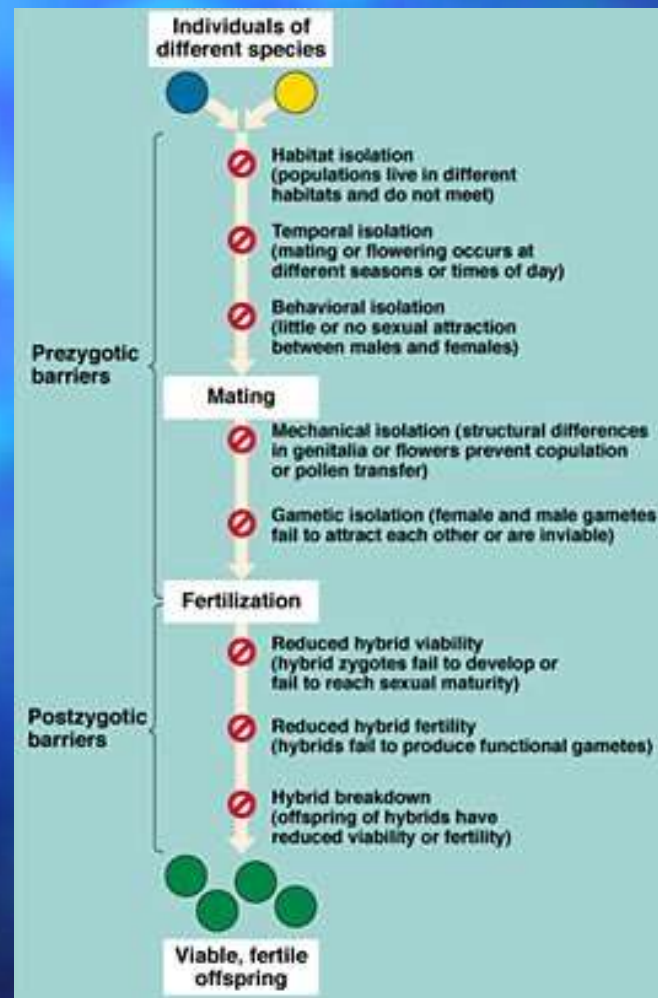 Individuals of
different species
Habitat isolation
(populations live in different
habitats and do not meet)
Temporal isolation
(mating or flowering occurs at
different seasons or times of day)
Behavioral isolation
(little or no sexual attraction
between males and females)
Prezygotic
barriers
Mating
Mechanical isolation (structural differences
in genitalia or flowers prevent copulation
or pollen transfer)
Gametic isolation (female and male gametes
fail to attract each other or are inviable)
Fertilization
Reduced hybrid viability
(hybrid zygotes fail to develop or
fail to reach sexual maturity)
Postzygotic
barriers
Reduced hybrid fertility
(hybrids fail to produce functional gametes)
Hybrid breakdown
(offspring of hybrids have
reduced viability or fertility)
Viable, fertile
offspring